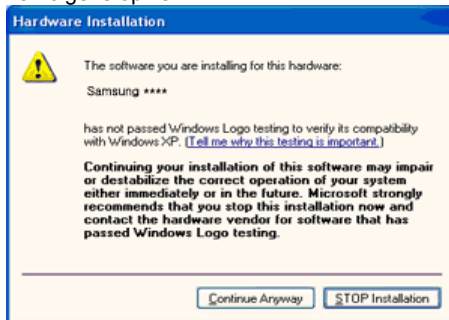 Hardware Installation
The software you are installing for this hardware:
Samsung ****
has not passed Windows Logo testing to verify its compatibility
with Windows XP. (Tell me why this testing is important.)
Continuing your installation of this software may impair
or destabilize the correct operation of your system
either immediately or in the future. Microsoft strongly
recommends that you stop this installation now and
contact the hardware vendor for software that has
passed Windows Logo testing.
Continue Anyway STOP Installation